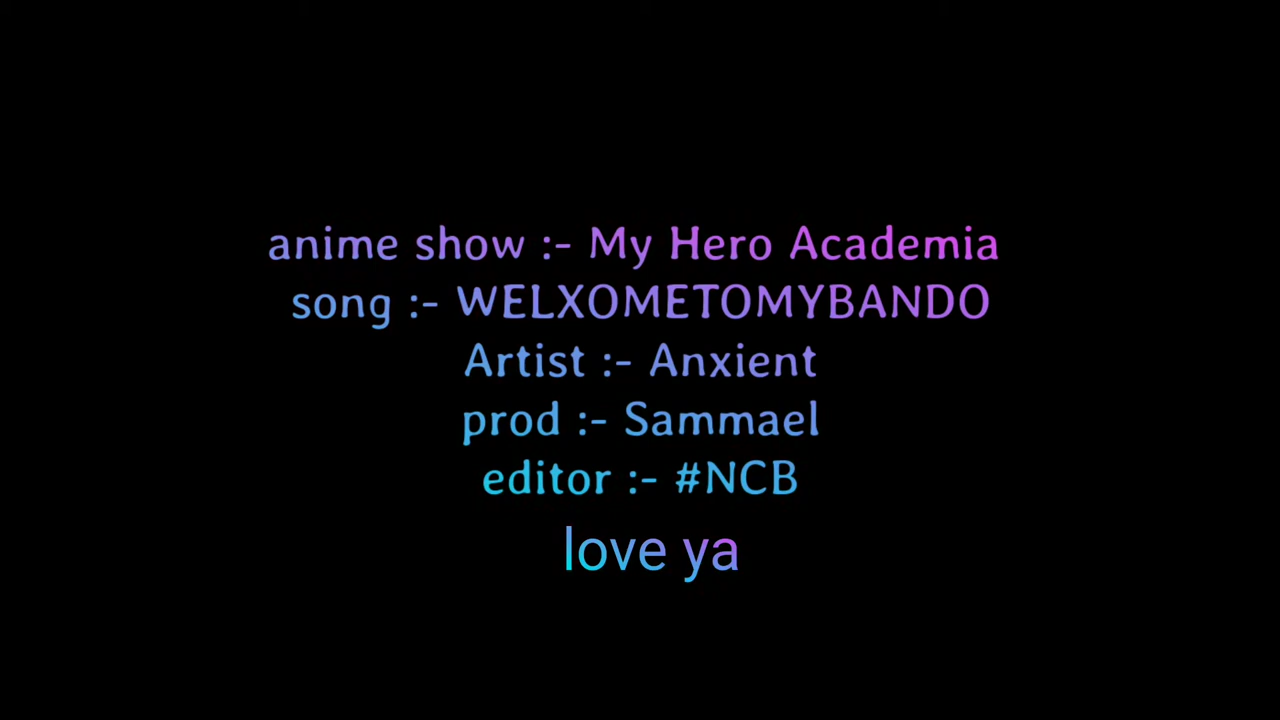 anime show :- My Hero Academia
song :- WELXOMETOMYBANDO
Artist :- Anxient
prod :- Sammael
editor :- #NCB
love ya